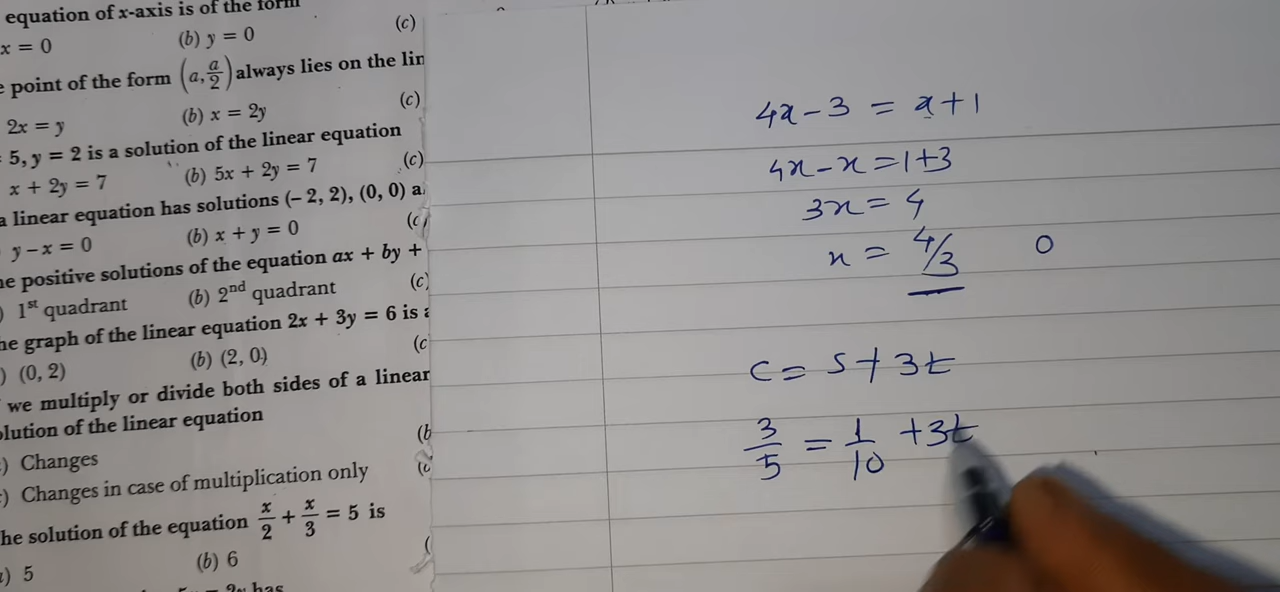 equation of x-axis is of the form
x = 0 (b) y = 0 (c)
point of the form (a, a/2) always lies on the lin
2x = y (b) x = 2y (c)
5, y = 2 is a solution of the linear equation
x + 2y = 7 (b) 5x + 2y = 7 (c)
a linear equation has solutions (– 2, 2), (0, 0) a
y – x = 0 (b) x + y = 0 (c
he positive solutions of the equation ax + by +
) 1st quadrant (b) 2nd quadrant (c)
he graph of the linear equation 2x + 3y = 6 is a
) (0, 2) (b) (2, 0) (c
we multiply or divide both sides of a linear
olution of the linear equation
) Changes (b
) Changes in case of multiplication only
he solution of the equation x/2 + x/3 = 5 is
) 5 (b) 6
has
4x - 3 = x + 1
4x - x = 1 + 3
3x = 4
x = 4/3 0
c = s + 3t
3/5 = 1/10 + 3t